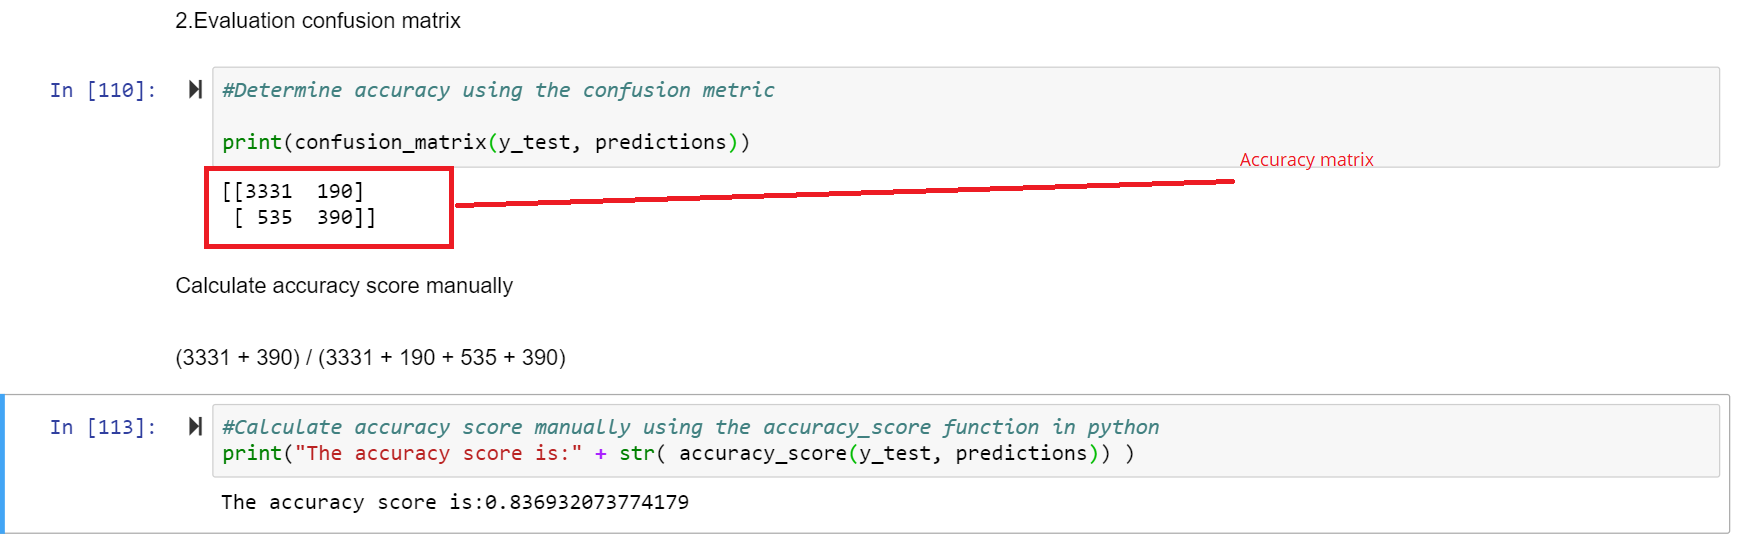 2.Evaluation confusion matrix
In [110]:
#Determine accuracy using the confusion metric
print(confusion_matrix(y_test, predictions))
Accuracy matrix
[[3331  190]
 [ 535  390]]
Calculate accuracy score manually
(3331 + 390) / (3331 + 190 + 535 + 390)
In [113]:
#Calculate accuracy score manually using the accuracy_score function in python
print("The accuracy score is:" + str( accuracy_score(y_test, predictions)) )
The accuracy score is:0.836932073774179